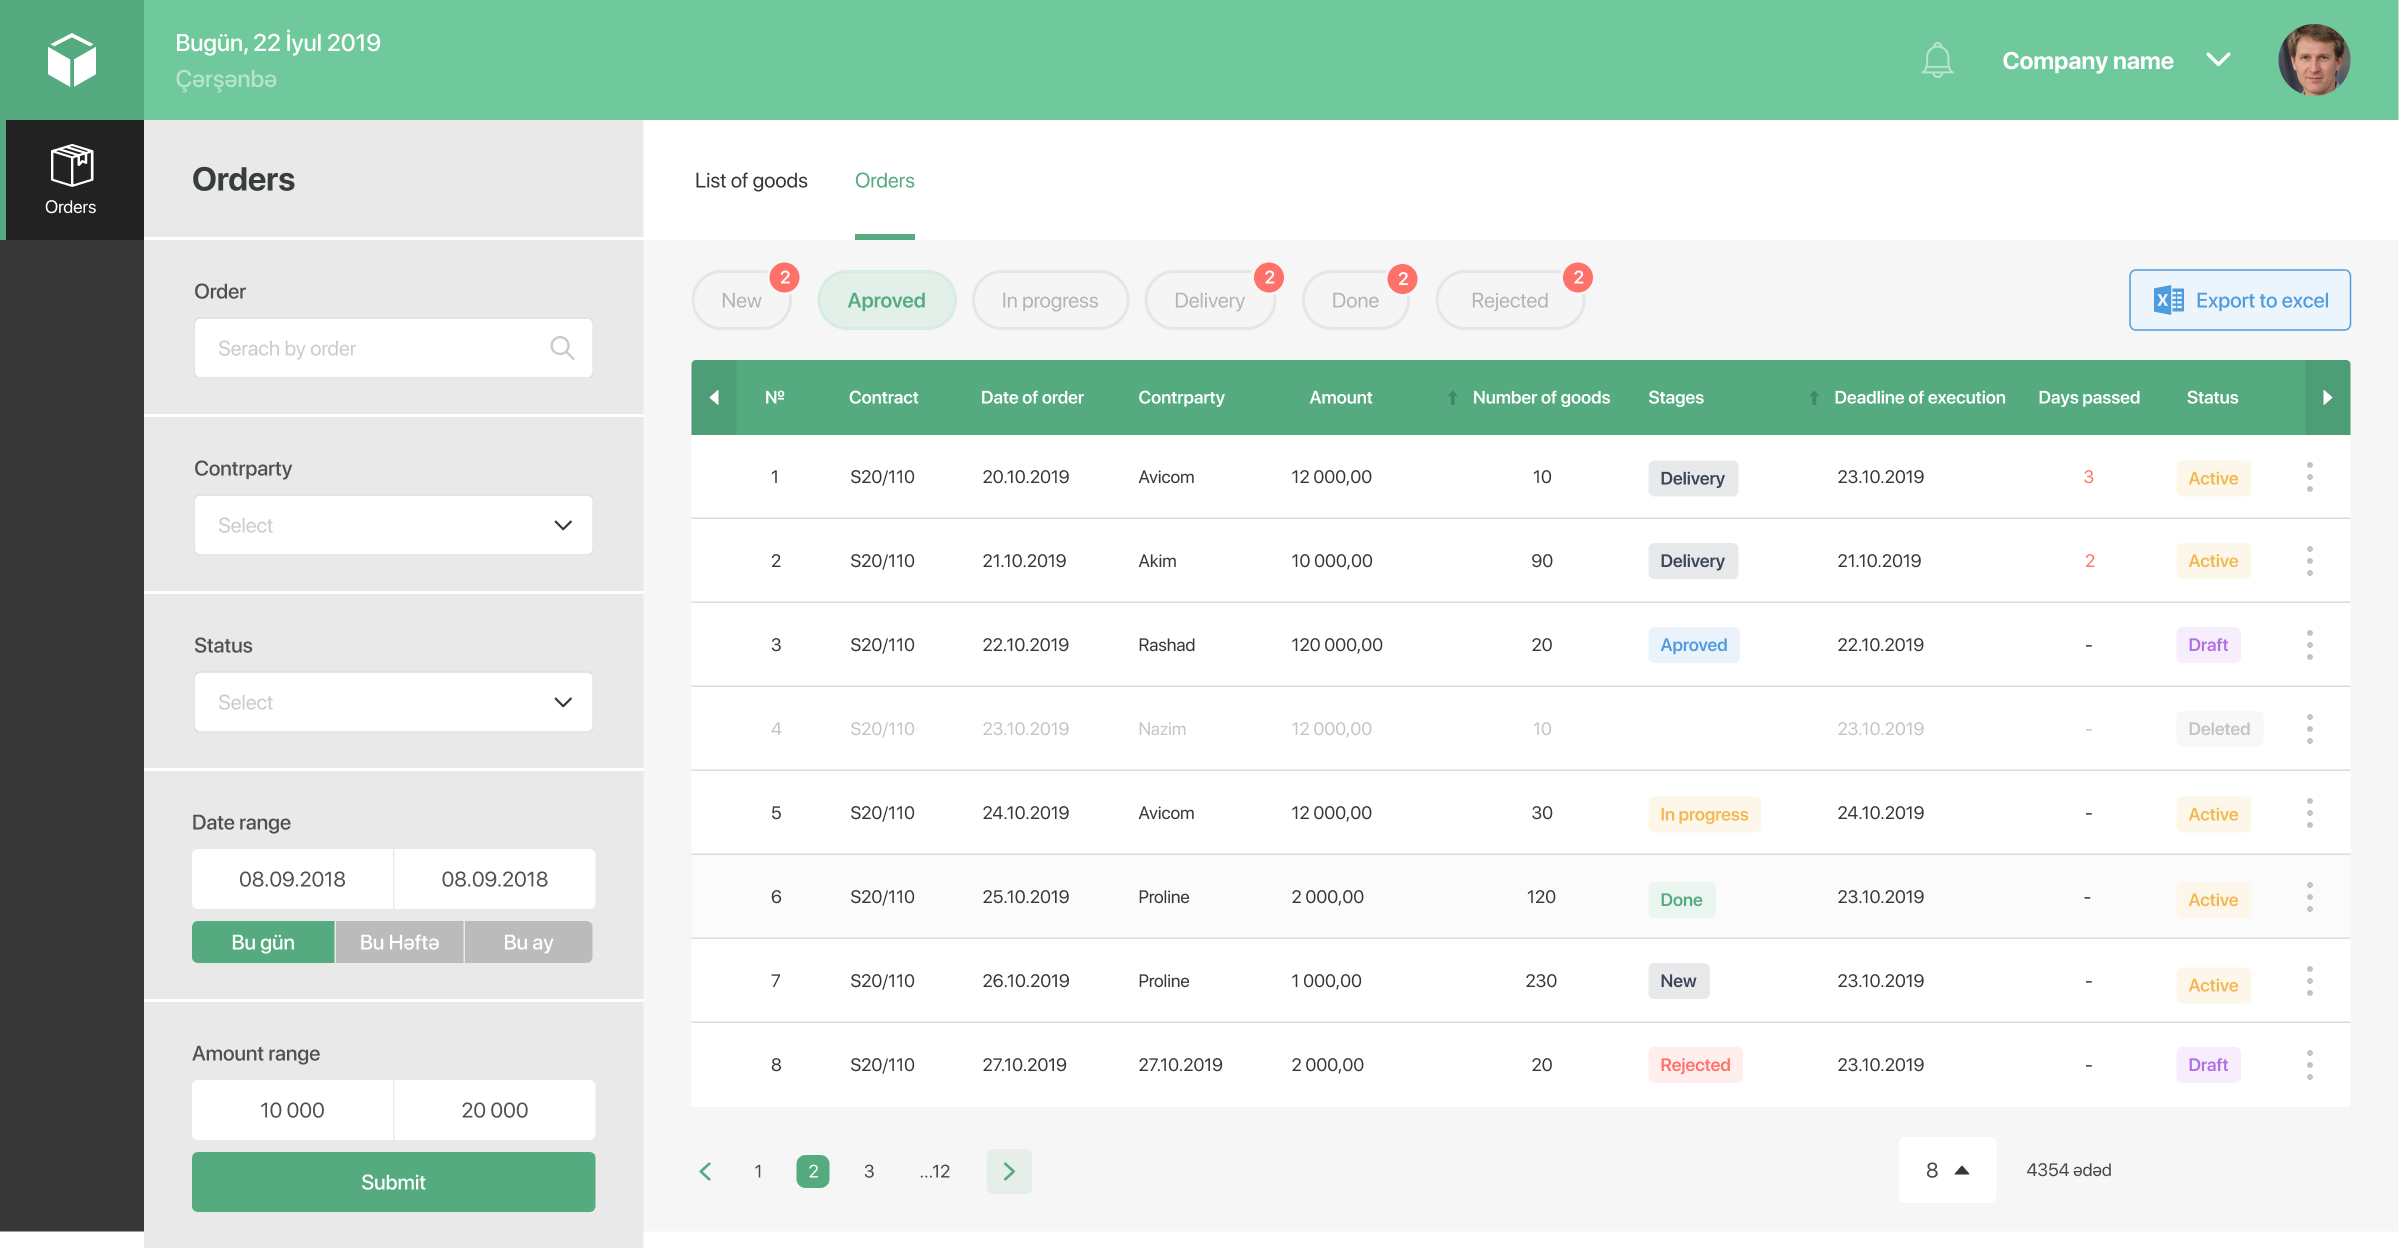 Bugün, 22 İyul 2019
Çərşənbə
Company name
Orders
Orders
Order
Serach by order
Contrparty
Select
Status
Select
Date range
08.09.2018 08.09.2018
Bu gün Bu Həftə Bu ay
Amount range
10 000 20 000
Submit
List of goods Orders
New 2 Aproved In progress Delivery 2 Done 2 Rejected 2
Export to excel
Nº Contract Date of order Contrparty Amount Number of goods Stages Deadline of execution Days passed Status
1 S20/110 20.10.2019 Avicom 12 000,00 10 Delivery 23.10.2019 3 Active
2 S20/110 21.10.2019 Akim 10 000,00 90 Delivery 21.10.2019 2 Active
3 S20/110 22.10.2019 Rashad 120 000,00 20 Aproved 22.10.2019 - Draft
4 S20/110 23.10.2019 Nazim 12 000,00 10 23.10.2019 - Deleted
5 S20/110 24.10.2019 Avicom 12 000,00 30 In progress 24.10.2019 - Active
6 S20/110 25.10.2019 Proline 2 000,00 120 Done 23.10.2019 - Active
7 S20/110 26.10.2019 Proline 1 000,00 230 New 23.10.2019 - Active
8 S20/110 27.10.2019 27.10.2019 2 000,00 20 Rejected 23.10.2019 - Draft
1 2 3 ...12
8 4354 ədəd